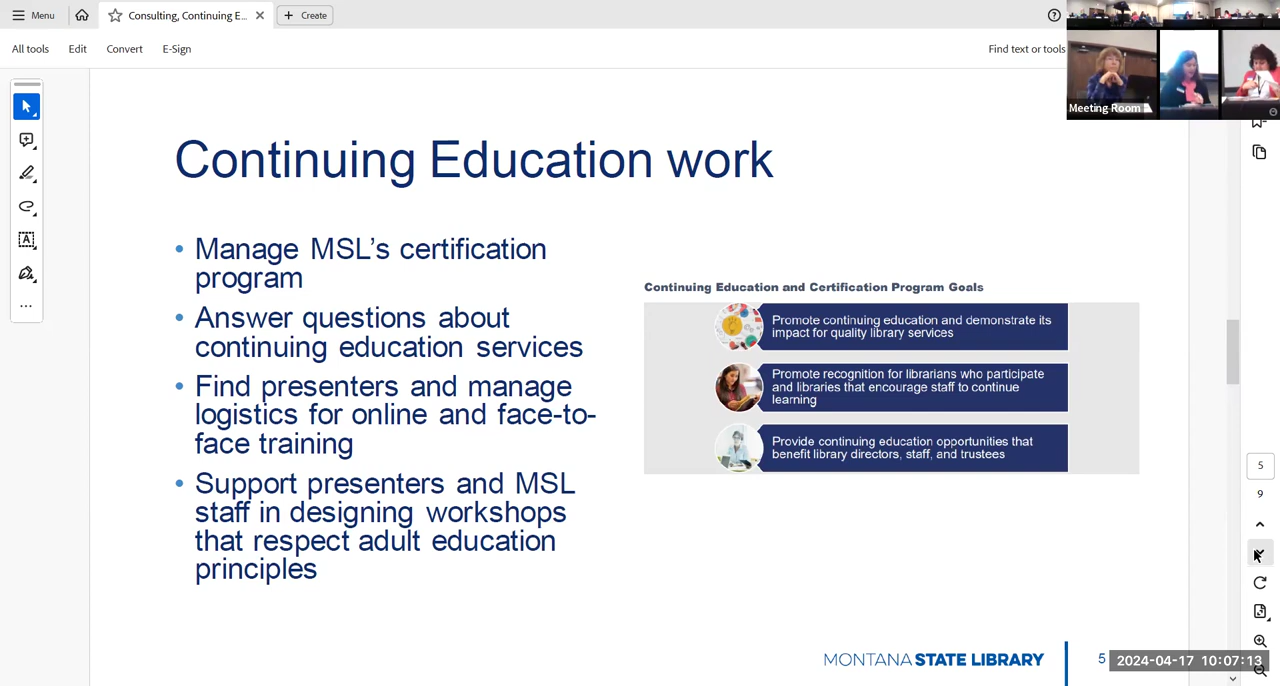 Menu
Consulting, Continuing E...
Create
All tools
Edit
Convert
E-Sign
Find text or tools
Meeting Room
Continuing Education work
• Manage MSL’s certification
program
• Answer questions about
continuing education services
• Find presenters and manage
logistics for online and face-to-
face training
• Support presenters and MSL
staff in designing workshops
that respect adult education
principles
Continuing Education and Certification Program Goals
Promote continuing education and demonstrate its
impact for quality library services
Promote recognition for librarians who participate
and libraries that encourage staff to continue
learning
Provide continuing education opportunities that
benefit library directors, staff, and trustees
5
9
MONTANA STATE LIBRARY
5
2024-04-17 10:07:13